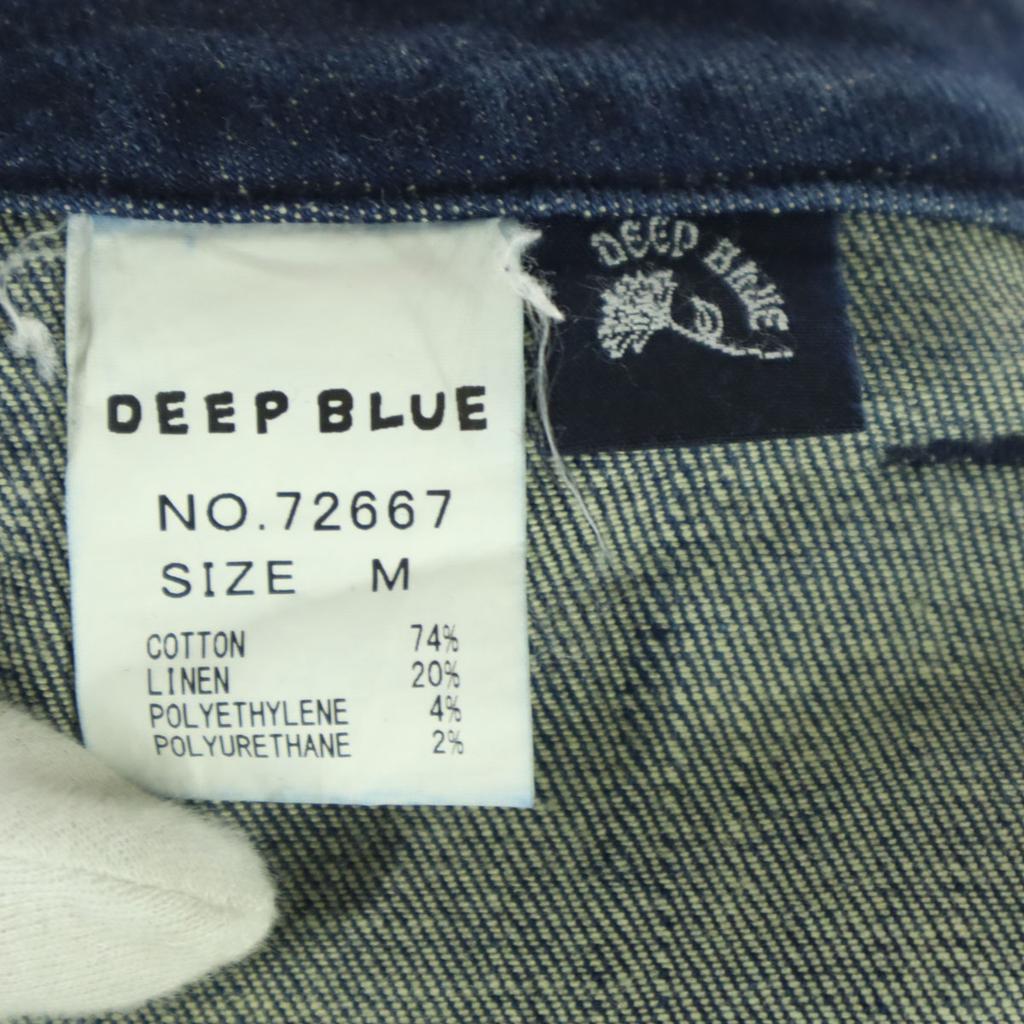 DEEP BLUE
NO.72667
SIZE M
COTTON 74%
LINEN 20%
POLYETHYLENE 4%
POLYURETHANE 2%
DEEP BLUE